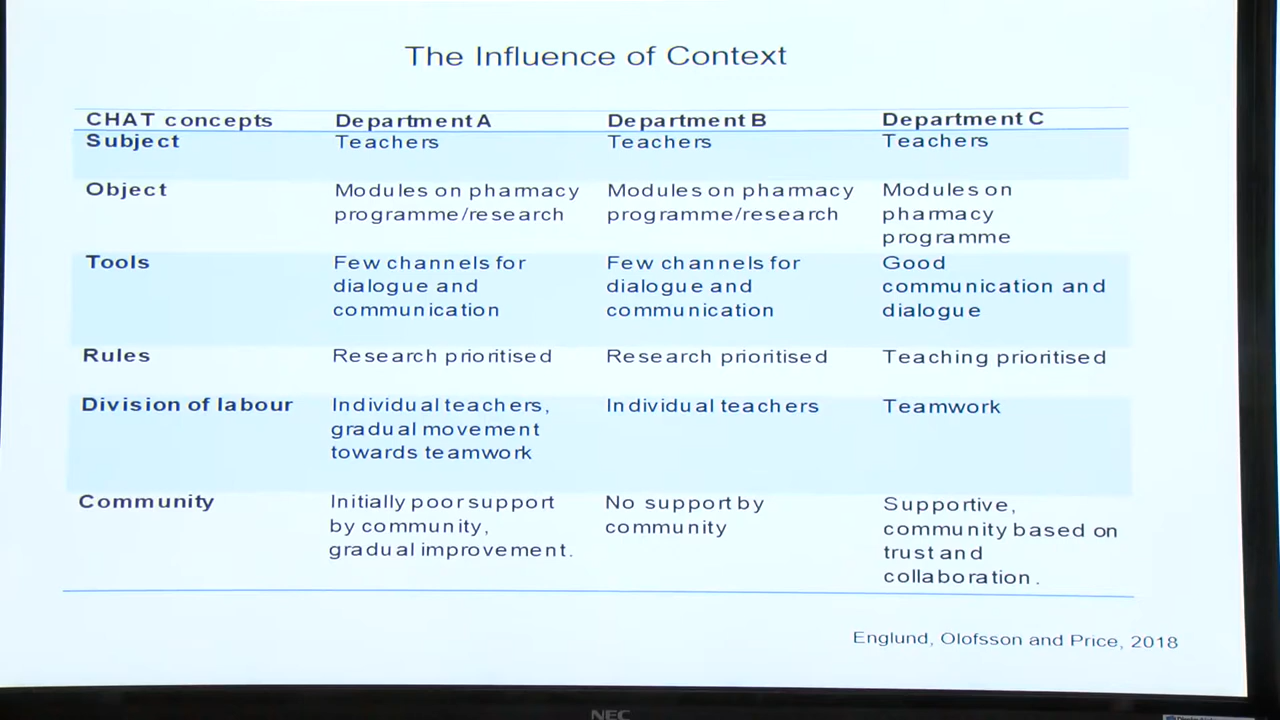 The Influence of Context
CHAT concepts Department A Department B Department C
Subject Teachers Teachers Teachers
Object Modules on pharmacy programme/research Modules on pharmacy programme/research Modules on pharmacy programme
Tools Few channels for dialogue and communication Few channels for dialogue and communication Good communication and dialogue
Rules Research prioritised Research prioritised Teaching prioritised
Division of labour Individual teachers, gradual movement towards teamwork Individual teachers Teamwork
Community Initially poor support by community, gradual improvement. No support by community Supportive, community based on trust and collaboration.
Englund, Olofsson and Price, 2018
NEC